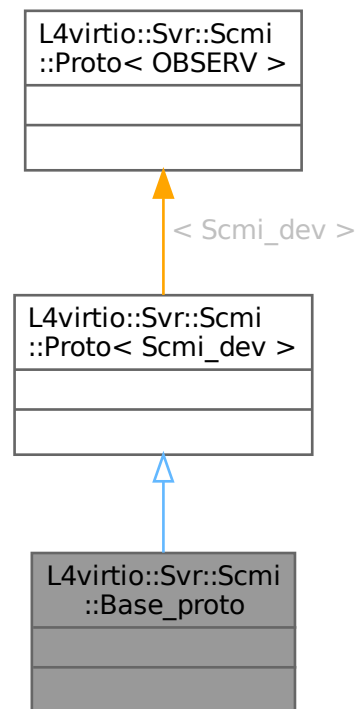 L4virtio::Svr::Scmi
::Proto< OBSERV >
< Scmi_dev >
L4virtio::Svr::Scmi
::Proto< Scmi_dev >
L4virtio::Svr::Scmi
::Base_proto